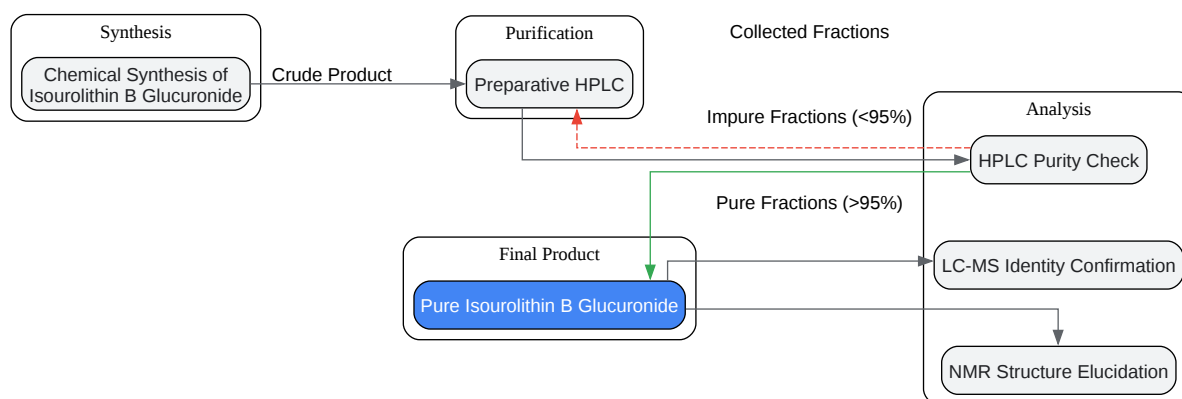 Synthesis
Chemical Synthesis of
Isourolithin B Glucuronide
Crude Product
Purification
Preparative HPLC
Collected Fractions
Impure Fractions (<95%)
Analysis
HPLC Purity Check
Pure Fractions (>95%)
Final Product
Pure Isourolithin B Glucuronide
LC-MS Identity Confirmation
NMR Structure Elucidation